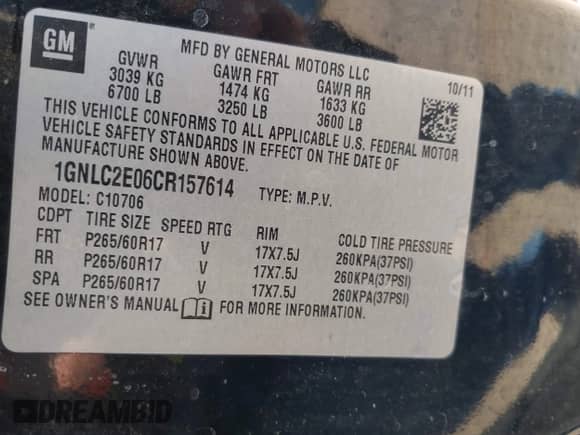 GM
MFD BY GENERAL MOTORS LLC
GVWR GAWR FRT GAWR RR 10/11
3039 KG 1474 KG 1633 KG
6700 LB 3250 LB 3600 LB
THIS VEHICLE CONFORMS TO ALL APPLICABLE U.S. FEDERAL MOTOR
VEHICLE SAFETY STANDARDS IN EFFECT ON THE DATE OF
MANUFACTURE SHOWN ABOVE.
1GNLC2E06CR157614 TYPE: M.P.V.
MODEL: C10706
CDPT TIRE SIZE SPEED RTG RIM COLD TIRE PRESSURE
FRT P265/60R17 V 17X7.5J 260KPA(37PSI)
RR P265/60R17 V 17X7.5J 260KPA(37PSI)
SPA P265/60R17 V 17X7.5J 260KPA(37PSI)
SEE OWNER'S MANUAL FOR MORE INFORMATION.
DREAMBID